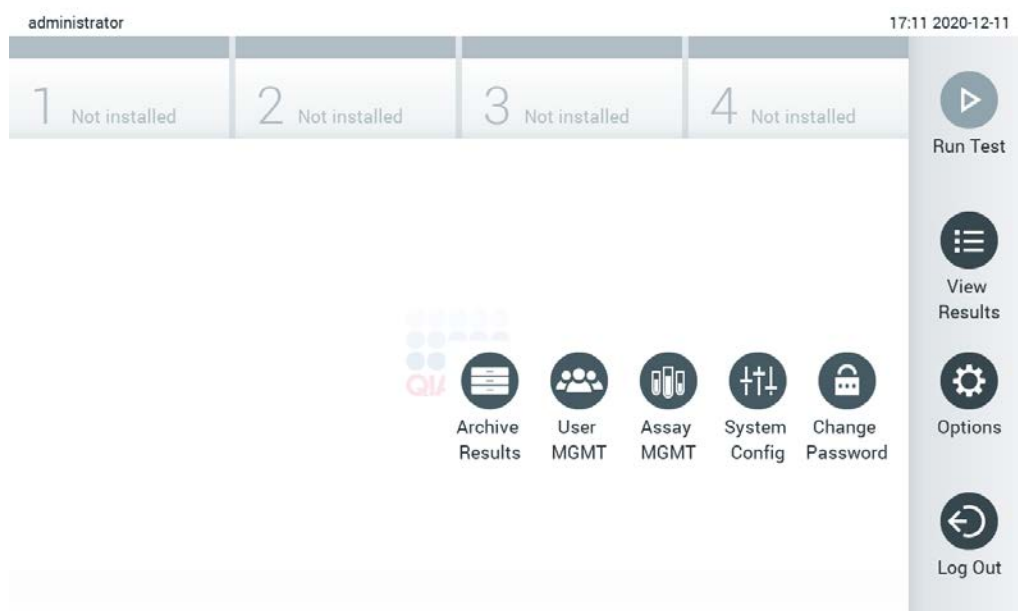 administrator
17:11 2020-12-11
1 Not installed
2 Not installed
3 Not installed
4 Not installed
Run Test
View
Results
Archive
Results
User
MGMT
Assay
MGMT
System
Config
Change
Password
Options
Log Out